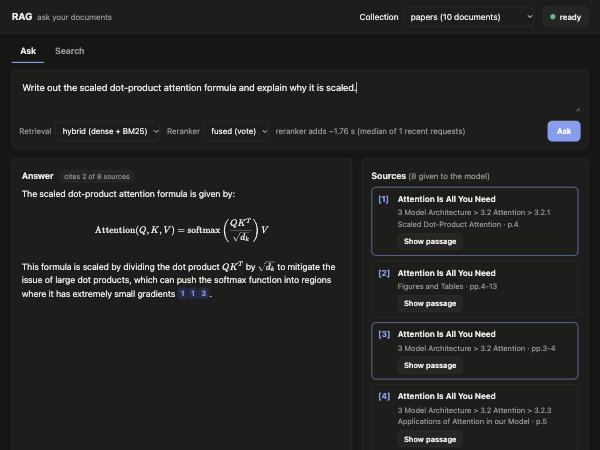 RAG ask your documents
Collection papers (10 documents) ready
Ask Search
Write out the scaled dot-product attention formula and explain why it is scaled.
Retrieval hybrid (dense + BM25) Reranker fused (vote) reranker adds ~1.76 s (median of 1 recent requests) Ask
Answer cites 2 of 8 sources
The scaled dot-product attention formula is given by:
Attention(Q, K, V) = softmax (QK^T / √d_k) V
This formula is scaled by dividing the dot product QK^T by √d_k to mitigate the
issue of large dot products, which can push the softmax function into regions
where it has extremely small gradients 1 1 3 .
Sources (8 given to the model)
[1] Attention Is All You Need
3 Model Architecture > 3.2 Attention > 3.2.1
Scaled Dot-Product Attention · p.4
Show passage
[2] Attention Is All You Need
Figures and Tables · pp.4-13
Show passage
[3] Attention Is All You Need
3 Model Architecture > 3.2 Attention · pp.3-4
Show passage
[4] Attention Is All You Need
3 Model Architecture > 3.2 Attention > 3.2.3
Applications of Attention in our Model · p.5
Show passage